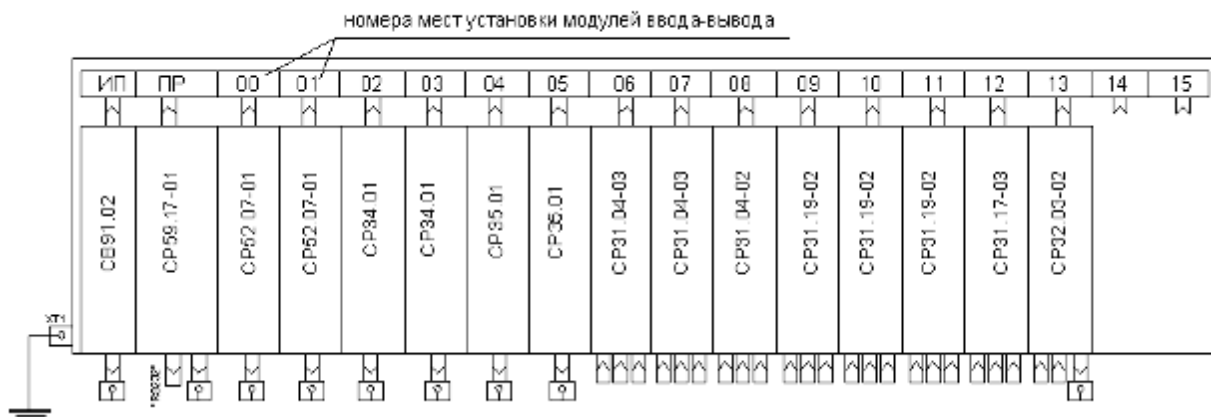 номера мест установки модулей ввода-вывода
ИП ПР 00 01 02 03 04 05 06 07 08 09 10 11 12 13 14 15
СВ91.02
СР59.17-01
СР52.07-01
СР52.07-01
СР34.01
СР34.01
СР35.01
СР35.01
СР31.04-03
СР31.04-03
СР31.04-02
СР31.19-02
СР31.19-02
СР31.19-02
СР31.17-03
СР32.03-02